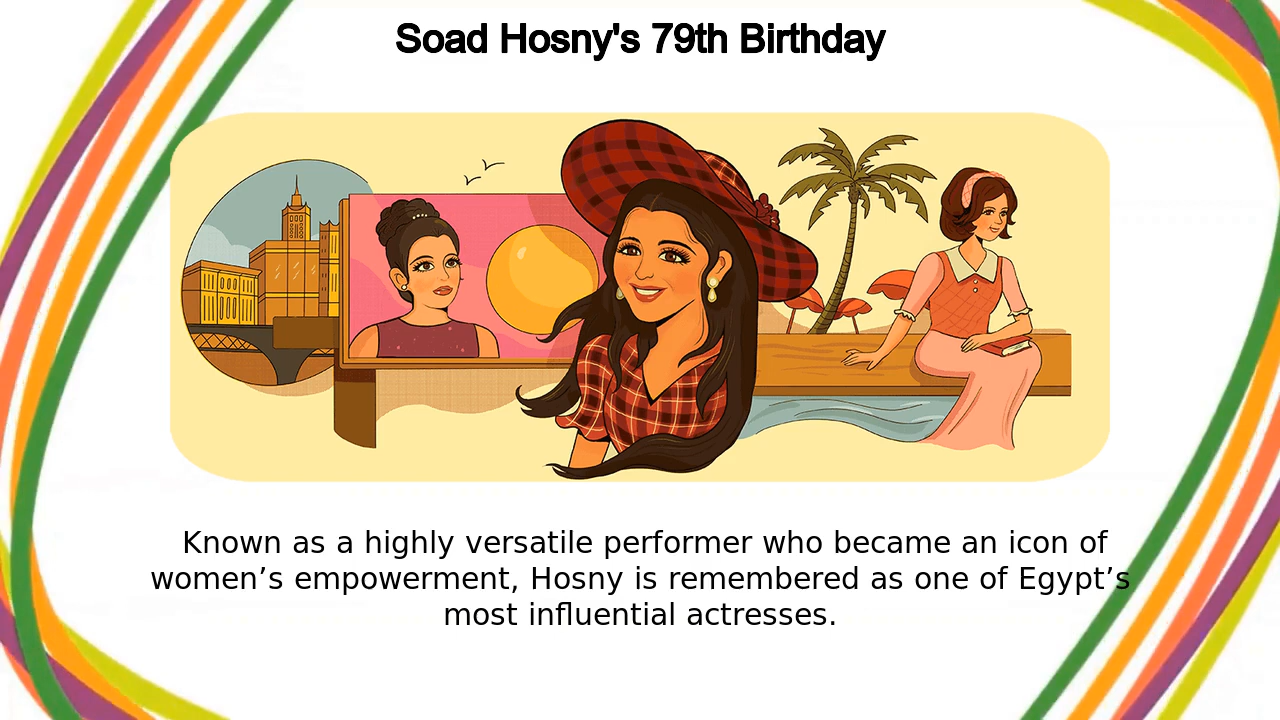 Soad Hosny's 79th Birthday
Known as a highly versatile performer who became an icon of
women’s empowerment, Hosny is remembered as one of Egypt’s
most influential actresses.